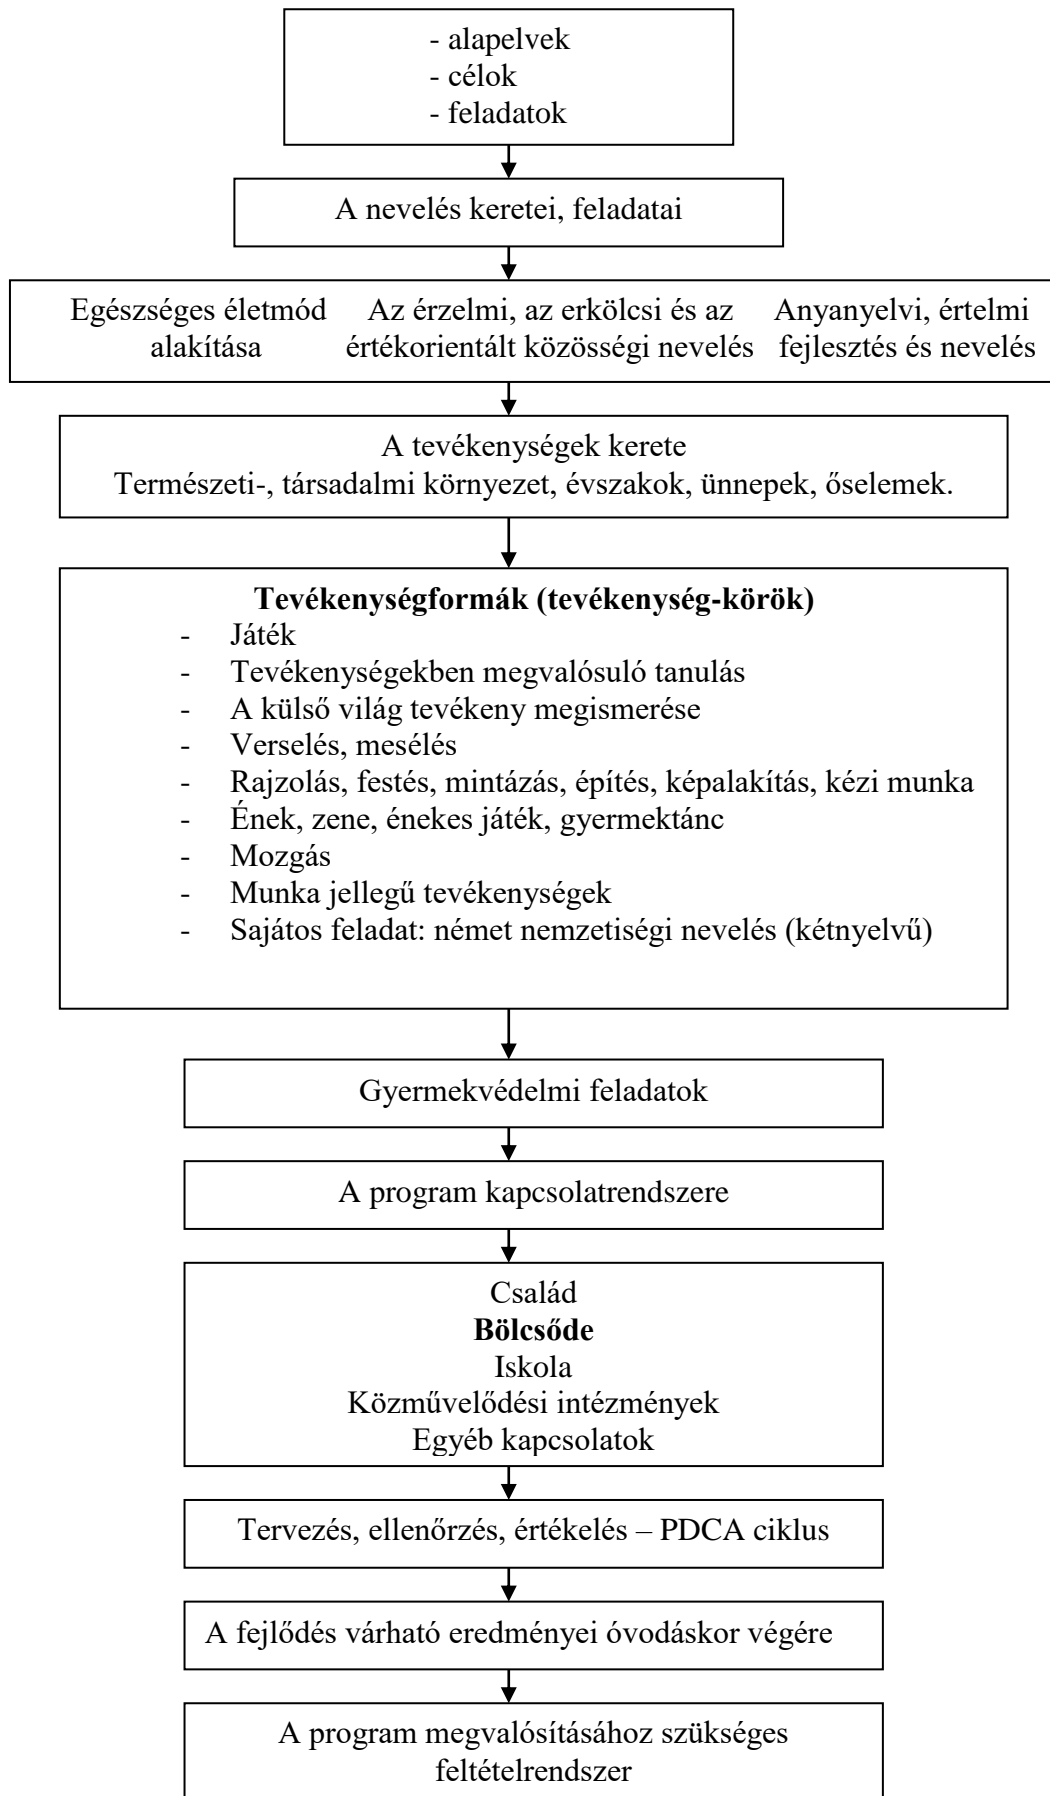 - alapelvek
- célok
- feladatok
A nevelés keretei, feladatai
Egészséges életmód alakítása
Az érzelmi, az erkölcsi és az értékorientált közösségi nevelés
Anyanyelvi, értelmi fejlesztés és nevelés
A tevékenységek kerete
Természeti-, társadalmi környezet, évszakok, ünnepek, őselemek.
Tevékenységformák (tevékenység-körök)
- Játék
- Tevékenységekben megvalósuló tanulás
- A külső világ tevékeny megismerése
- Verselés, mesélés
- Rajzolás, festés, mintázás, építés, képalakítás, kézi munka
- Ének, zene, énekes játék, gyermektánc
- Mozgás
- Munka jellegű tevékenységek
- Sajátos feladat: német nemzetiségi nevelés (kétnyelvű)
Gyermekvédelmi feladatok
A program kapcsolatrendszere
Család
Bölcsőde
Iskola
Közművelődési intézmények
Egyéb kapcsolatok
Tervezés, ellenőrzés, értékelés – PDCA ciklus
A fejlődés várható eredményei óvodáskor végére
A program megvalósításához szükséges
feltételrendszer